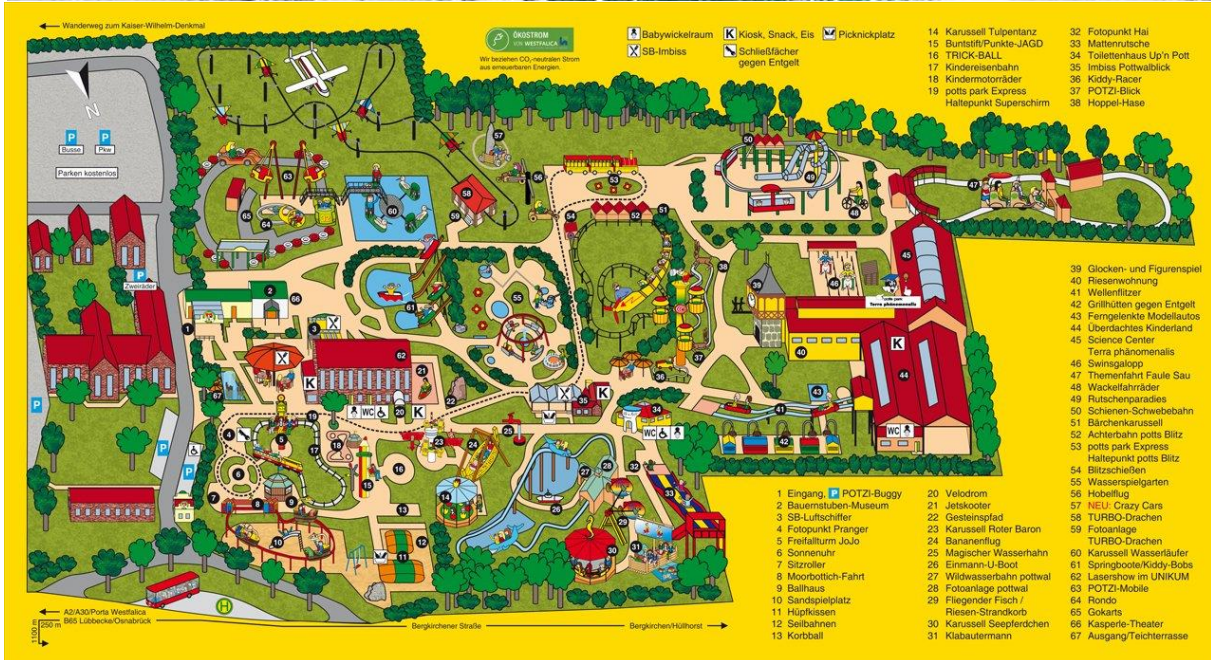 Wanderweg zum Kaiser-Wilhelm-Denkmal
ÖKOSTROM
VON WESTFALICA
Wir beziehen CO₂-neutralen Strom
aus erneuerbaren Energien.
Babywickelraum
SB-Imbiss
K Kiosk, Snack, Eis
Schließfächer
gegen Entgelt
Picknickplatz
14 Karussell Tulpentanz
15 Buntstift/Punkte-JAGD
16 TRICK-BALL
17 Kindereisenbahn
18 Kindermotorräder
19 potts park Express
Haltepunkt Superschirm
32 Fotopunkt Hai
33 Mattenrutsche
34 Toilettenhaus Up'n Pott
35 Imbiss Pottwalblick
36 Kiddy-Racer
37 POTZI-Blick
38 Hoppel-Hase
N
P P
Busse Pkw
Parken kostenlos
P
Zweiräder
P
P
P
WC
K
K
K
K
WC
WC
H
39 Glocken- und Figurenspiel
40 Riesenwohnung
41 Wellenflitzer
42 Grillhütten gegen Entgelt
43 Ferngelenkte Modellautos
44 Überdachtes Kinderland
45 Science Center
Terra phänomenalis
46 Swinsgalopp
47 Themenfahrt Faule Sau
48 Wackelfahrräder
49 Rutschenparadies
50 Schienen-Schwebebahn
51 Bärchenkarussell
52 Achterbahn potts Blitz
53 potts park Express
Haltepunkt potts Blitz
54 Blitzschießen
55 Wasserspielgarten
56 Hobelflug
57 NEU: Crazy Cars
58 TURBO-Drachen
59 Fotoanlage
TURBO-Drachen
60 Karussell Wasserläufer
61 Springboote/Kiddy-Bobs
62 Lasershow im UNIKUM
63 POTZI-Mobile
64 Rondo
65 Gokarts
66 Kasperle-Theater
67 Ausgang/Teichterrasse
1 Eingang, P POTZI-Buggy
2 Bauernstuben-Museum
3 SB-Luftschiffer
4 Fotopunkt Pranger
5 Freifallturm JoJo
6 Sonnenuhr
7 Sitzroller
8 Moorbottich-Fahrt
9 Ballhaus
10 Sandspielplatz
11 Hüpfkissen
12 Seilbahnen
13 Korbball
20 Velodrom
21 Jetskooter
22 Gesteinspfad
23 Karussell Roter Baron
24 Bananenflug
25 Magischer Wasserhahn
26 Einmann-U-Boot
27 Wildwasserbahn pottwal
28 Fotoanlage pottwal
29 Fliegender Fisch /
Riesen-Strandkorb
30 Karussell Seepferdchen
31 Klabautermann
A2/A30/Porta Westfalica
B65 Lübbecke/Osnabrück
1100 m
250 m
Bergkirchener Straße
Bergkirchen/Hüllhorst